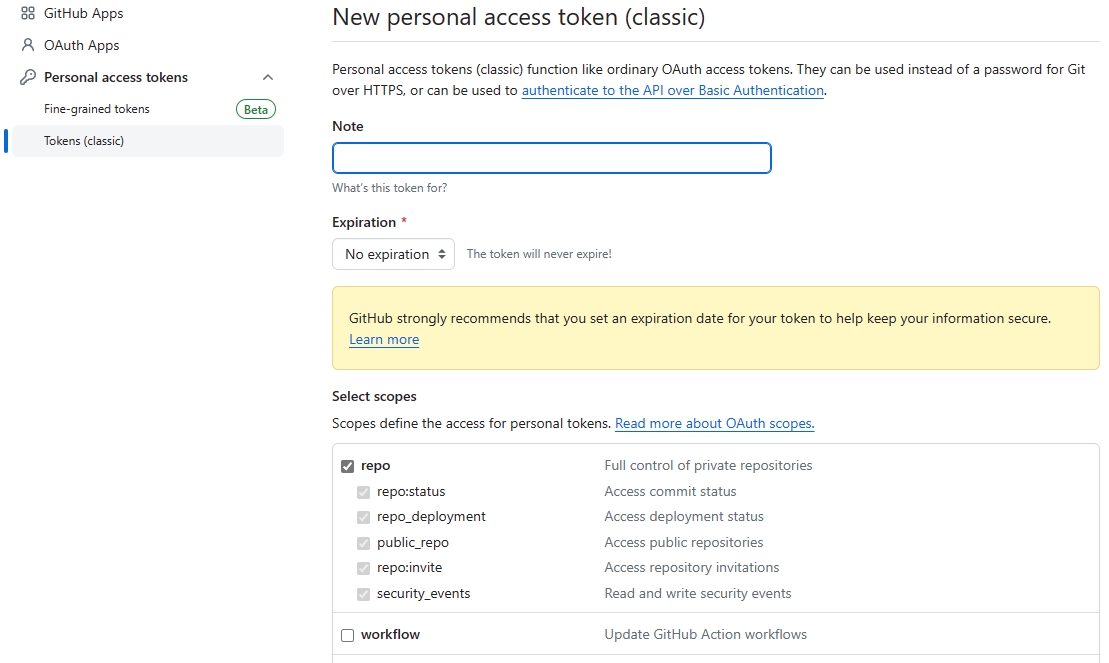 GitHub Apps
OAuth Apps
Personal access tokens
Fine-grained tokens
Beta
Tokens (classic)
New personal access token (classic)
Personal access tokens (classic) function like ordinary OAuth access tokens. They can be used instead of a password for Git
over HTTPS, or can be used to authenticate to the API over Basic Authentication.
Note
What's this token for?
Expiration *
No expiration
The token will never expire!
GitHub strongly recommends that you set an expiration date for your token to help keep your information secure.
Learn more
Select scopes
Scopes define the access for personal tokens. Read more about OAuth scopes.
repo Full control of private repositories
repo:status Access commit status
repo_deployment Access deployment status
public_repo Access public repositories
repo:invite Access repository invitations
security_events Read and write security events
workflow Update GitHub Action workflows